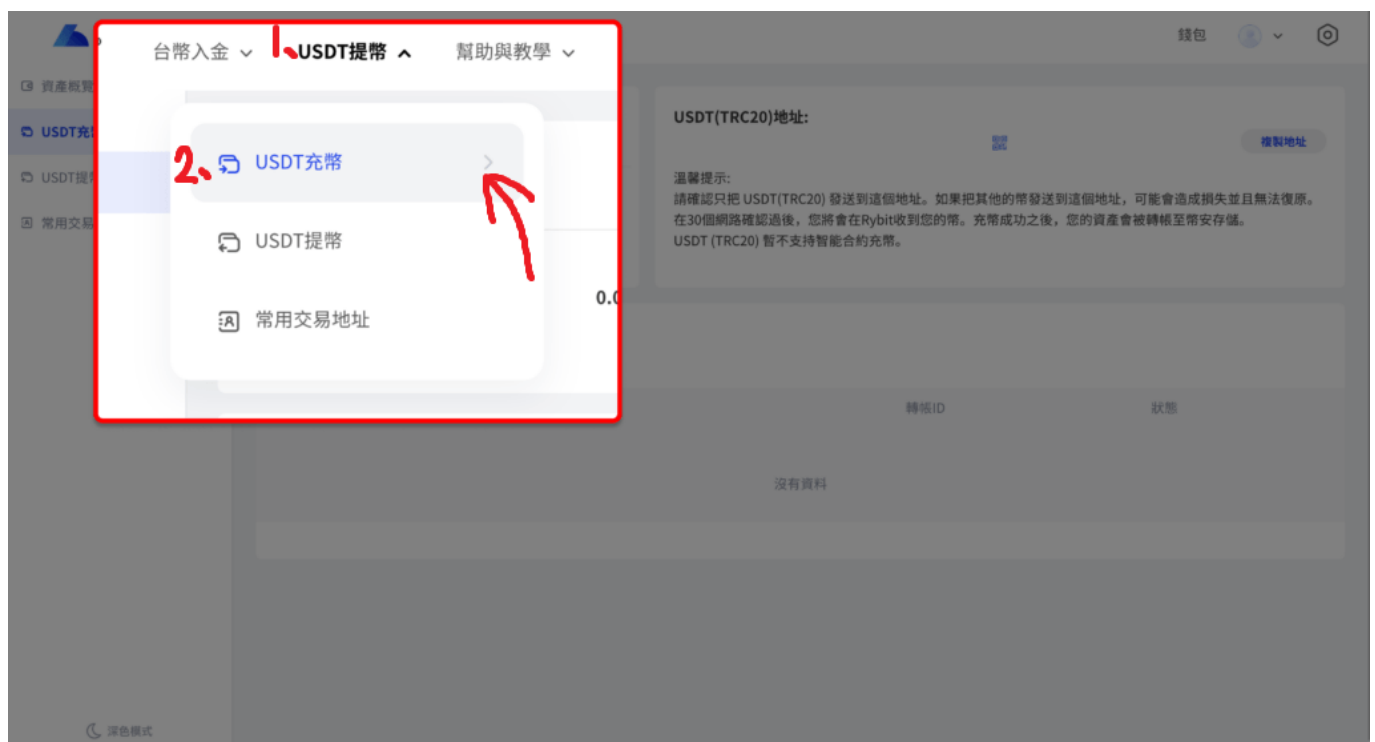 台幣入金
1、USDT提幣
幫助與教學
錢包
資產概覽
USDT充
2、USDT充幣
USDT提
USDT提幣
常用交易
常用交易地址
0.0
USDT(TRC20)地址:
複製地址
溫馨提示:
請確認只把 USDT(TRC20) 發送到這個地址。如果把其他的幣發送到這個地址，可能會造成損失並且無法復原。
在30個網路確認過後，您將會在Rybit收到您的幣。充幣成功之後，您的資產會被轉帳至幣安存儲。
USDT (TRC20) 暫不支持智能合約充幣。
轉帳ID
狀態
沒有資料
深色模式